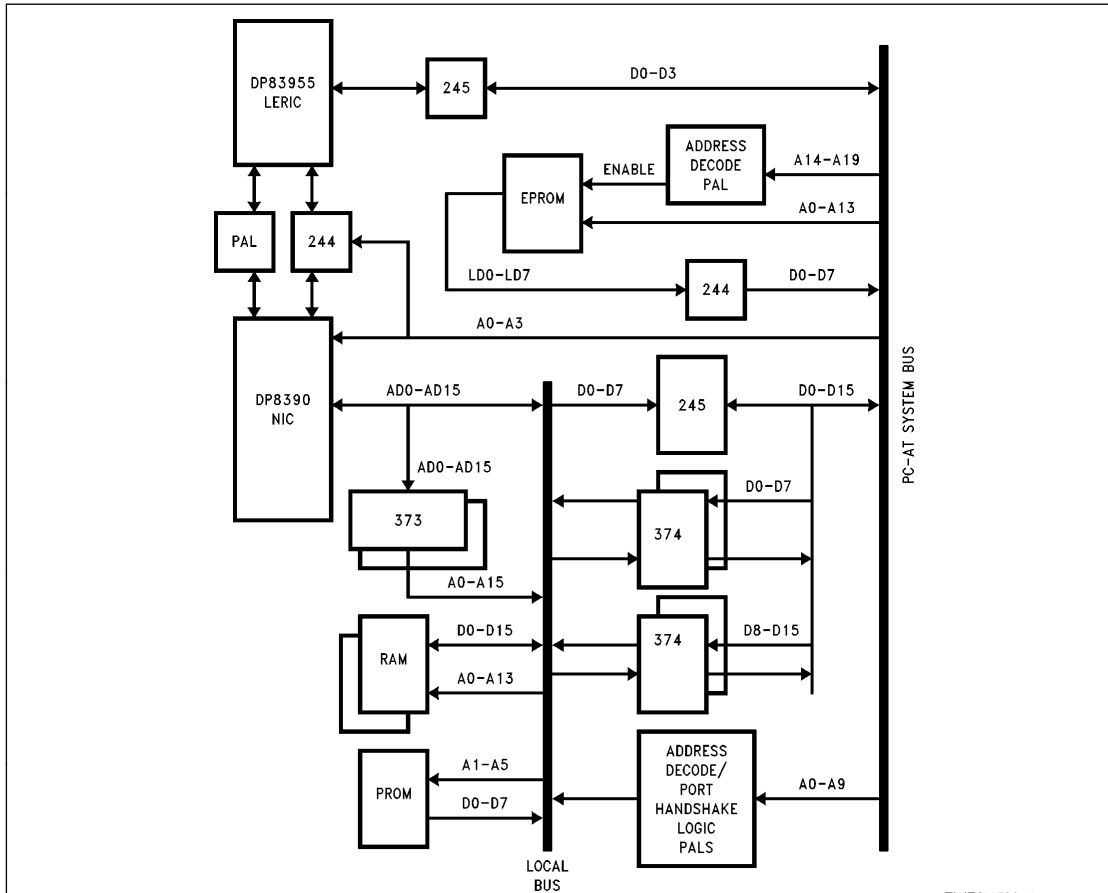 DP83955
LERIC
245
D0-D3
ADDRESS
DECODE
PAL
A14-A19
ENABLE
EPROM
A0-A13
PAL
244
LD0-LD7
244
D0-D7
A0-A3
PC-AT SYSTEM BUS
DP8390
NIC
AD0-AD15
D0-D7
245
D0-D15
AD0-AD15
373
D0-D7
374
A0-A15
D0-D15
RAM
374
D8-D15
A0-A13
ADDRESS
DECODE/
PORT
HANDSHAKE
LOGIC
PALS
A0-A9
A1-A5
PROM
D0-D7
LOCAL
BUS